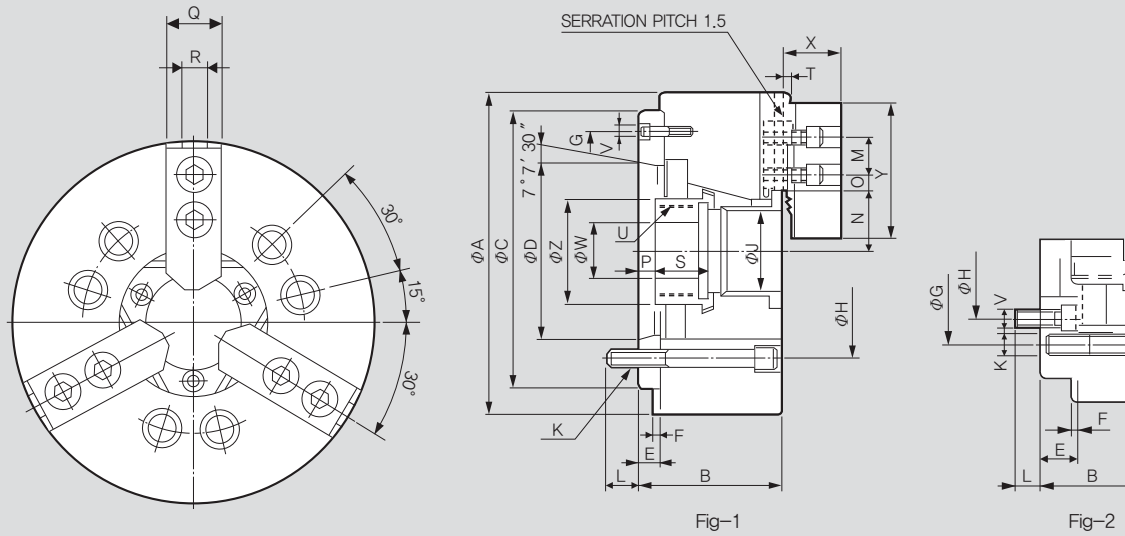 Q
R
30°
15°
30°
SERRATION PITCH 1.5
X
T
G
V
7° 7' 30"
M
O
N
Y
U
P
S
ΦA
ΦC
ΦD
ΦZ
ΦW
ΦJ
ΦH
K
F
E
L
B
Fig-1
ΦG
ΦH
V
K
F
E
L
B
Fig-2